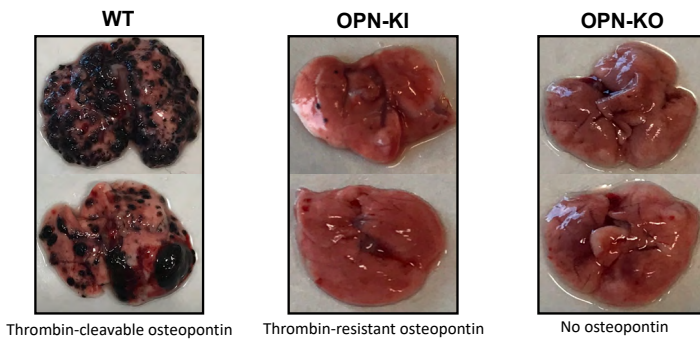 WT
OPN-KI
OPN-KO
Thrombin-cleavable osteopontin
Thrombin-resistant osteopontin
No osteopontin